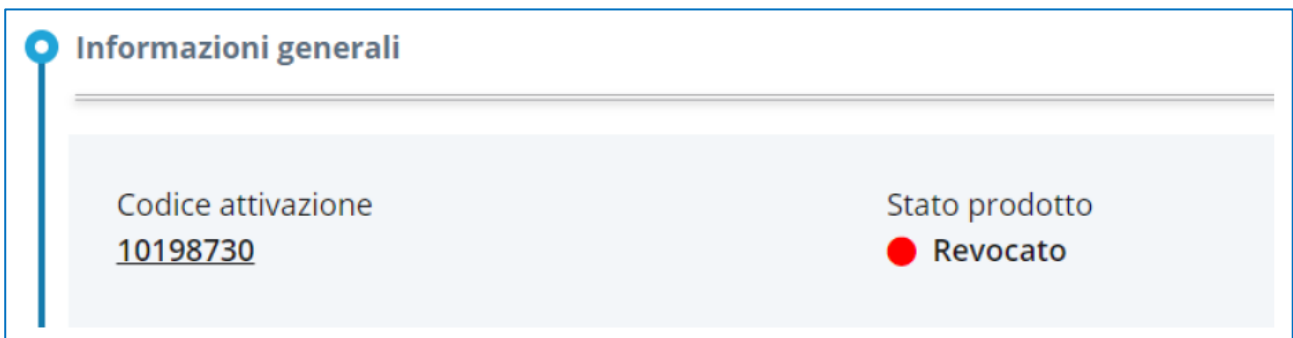 Informazioni generali
Codice attivazione
10198730
Stato prodotto
Revocato